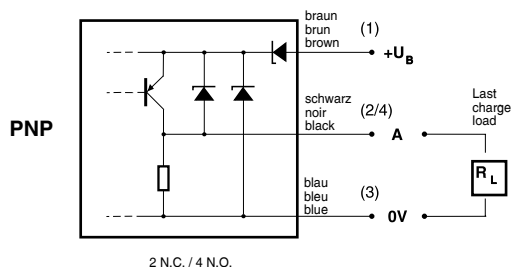 braun
brun
brown
(1)
+U_B
PNP
schwarz
noir
black
(2/4)
A
Last
charge
load
R_L
blau
bleu
blue
(3)
0V
2 N.C. / 4 N.O.